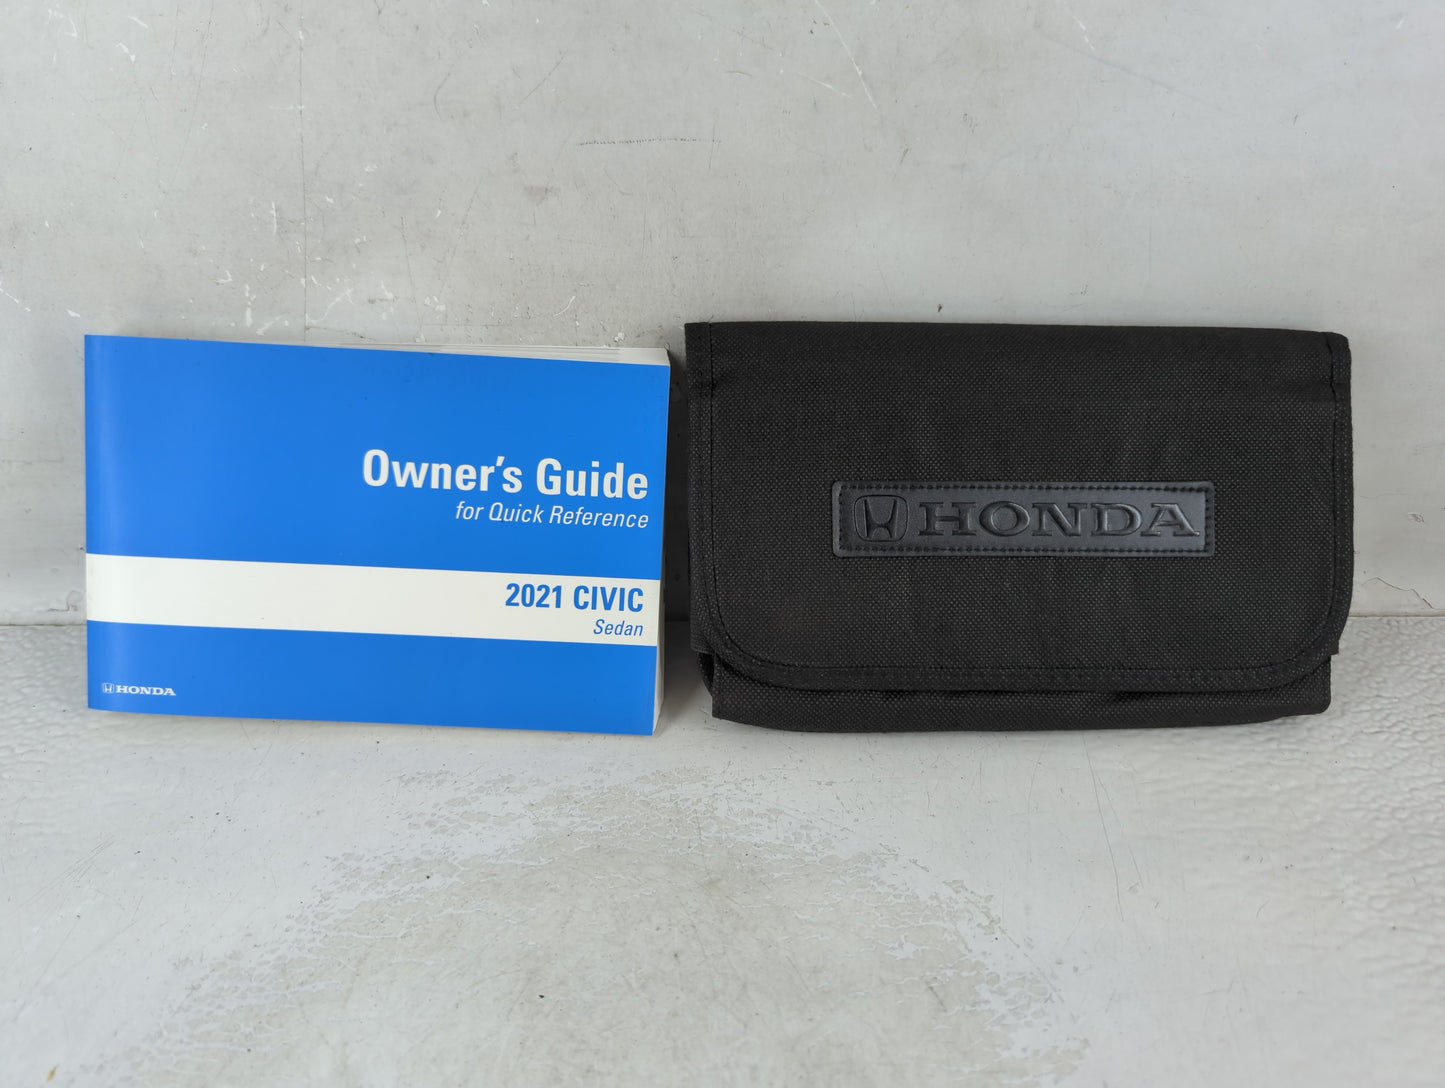 Owner's Guide
for Quick Reference
2021 CIVIC
Sedan
HONDA
HONDA